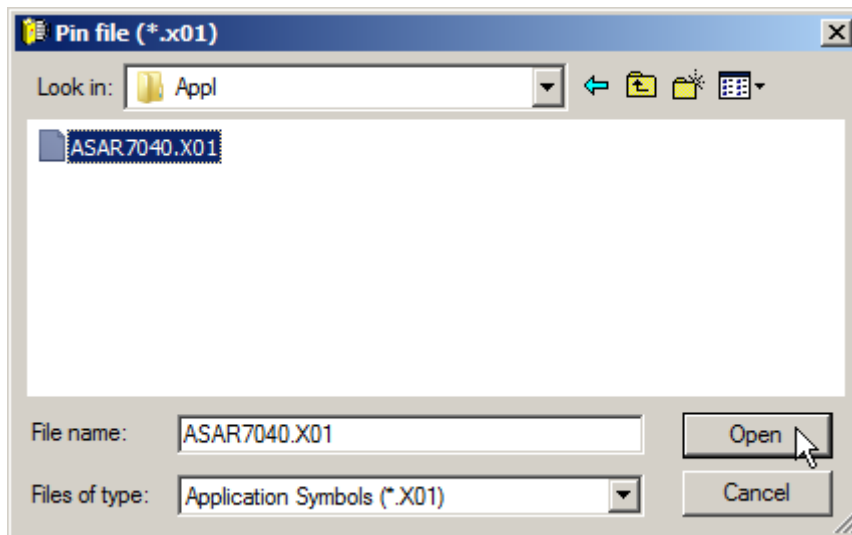 Pin file (*.x01)
Look in: Appl
ASAR7040.X01
File name: ASAR7040.X01 Open
Files of type: Application Symbols (*.X01) Cancel